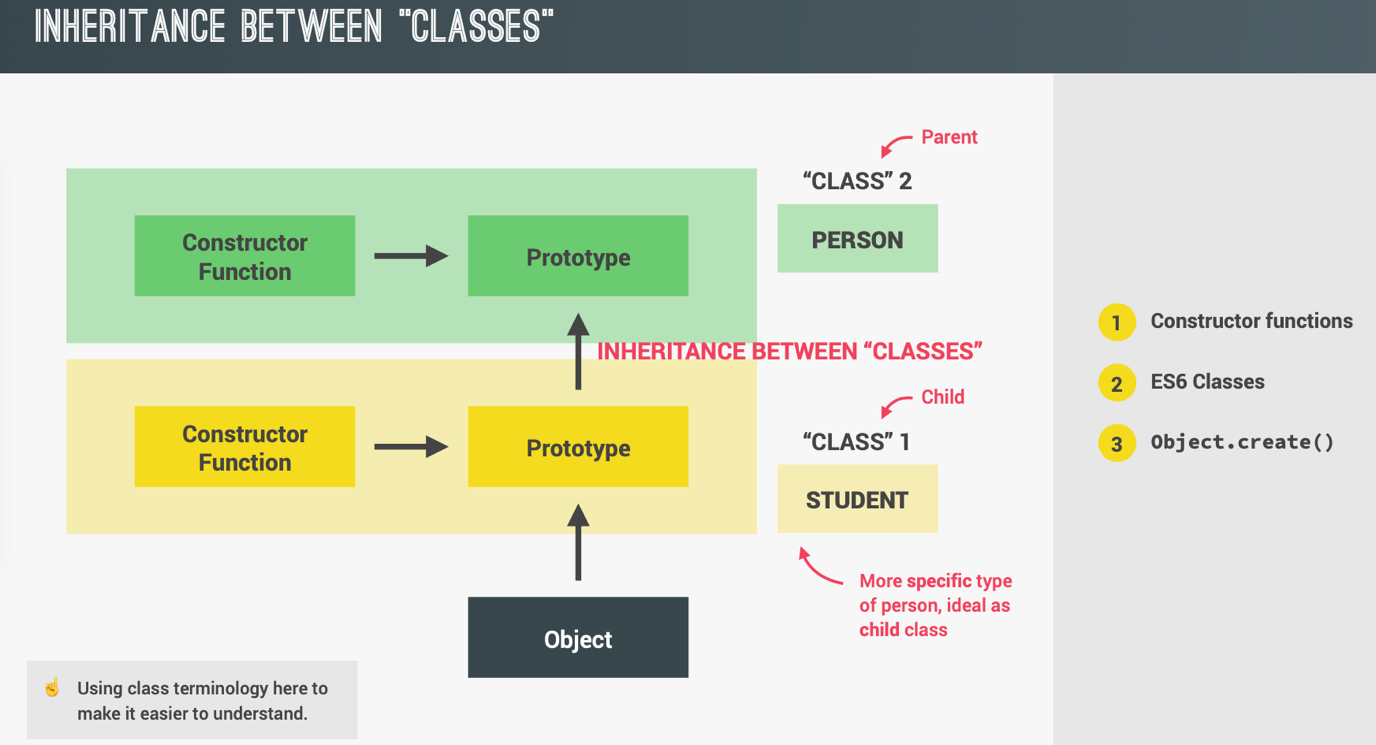 INHERITANCE BETWEEN "CLASSES"
Parent
“CLASS” 2
Constructor
Function
Prototype
PERSON
INHERITANCE BETWEEN “CLASSES”
Child
“CLASS” 1
Constructor
Function
Prototype
STUDENT
More specific type
of person, ideal as
child class
Object
☝️ Using class terminology here to
make it easier to understand.
1 Constructor functions
2 ES6 Classes
3 Object.create()